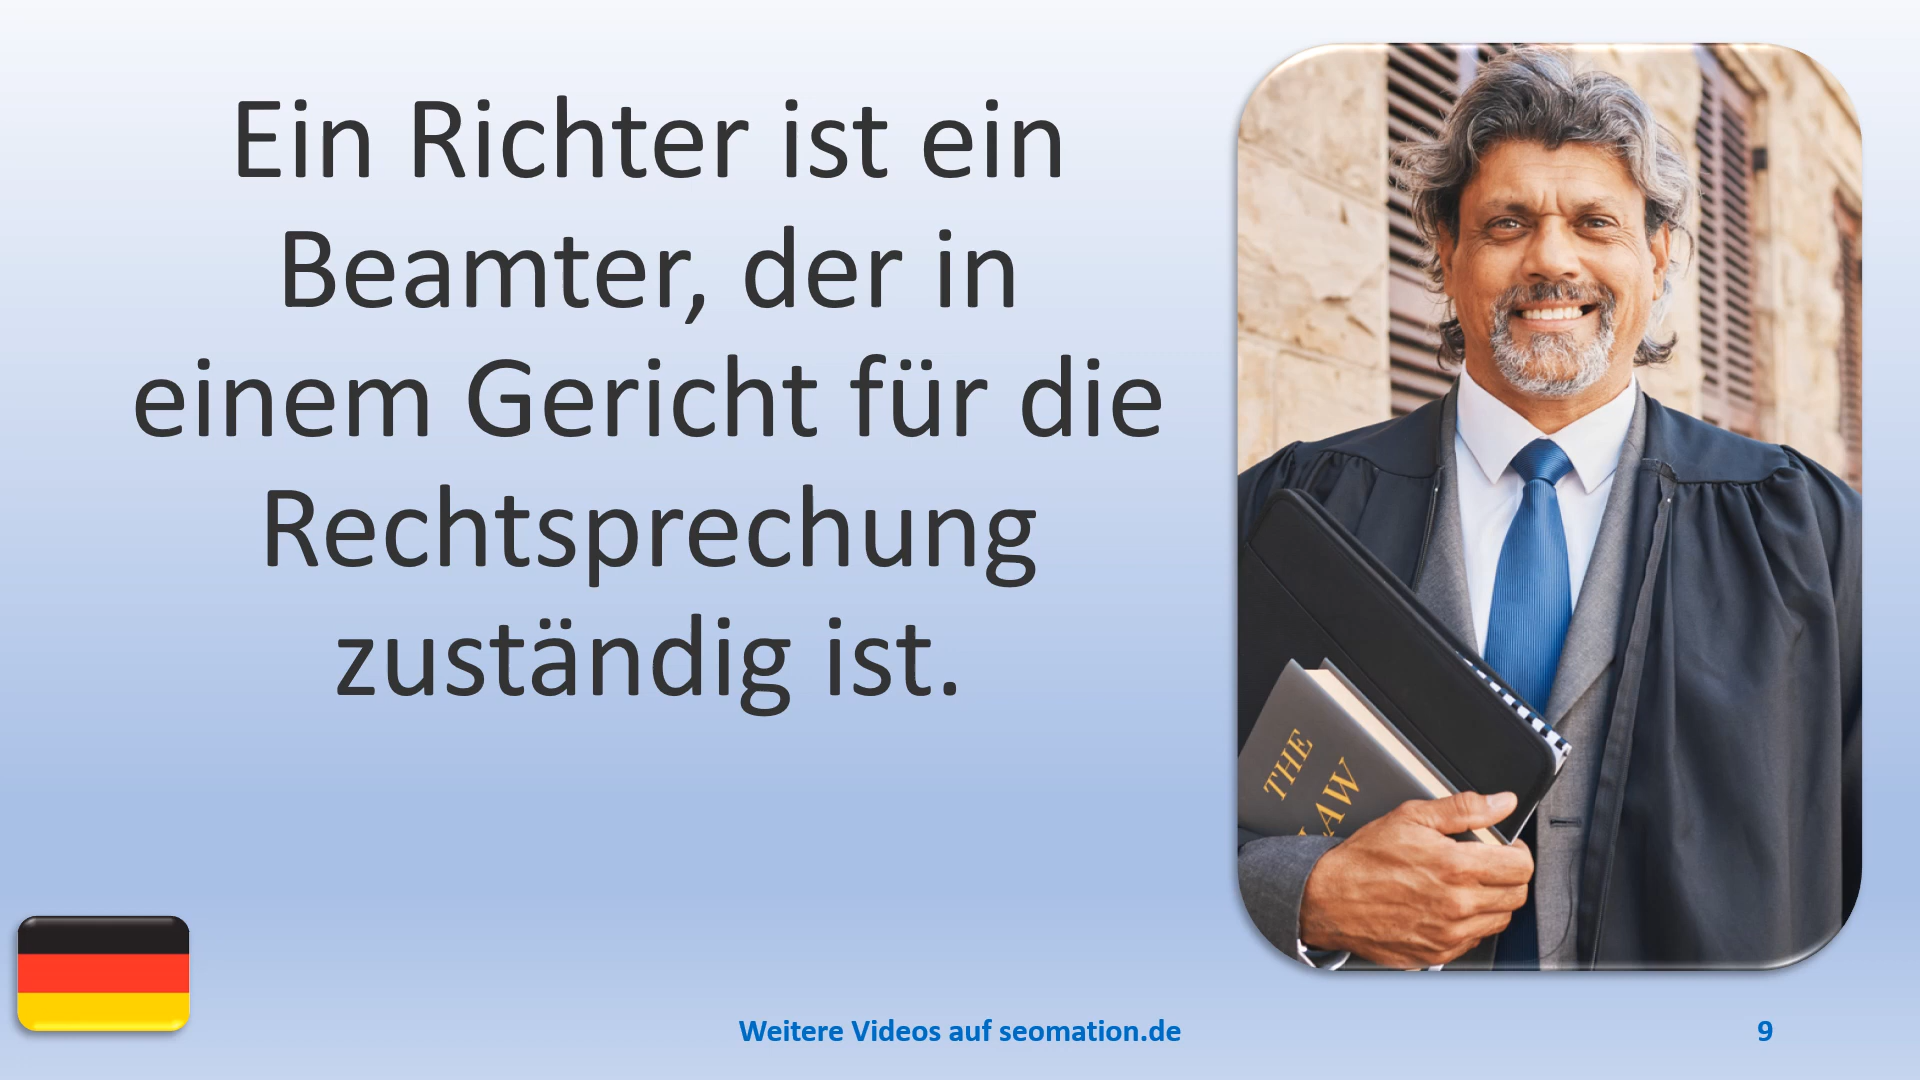 Ein Richter ist ein
Beamter, der in
einem Gericht für die
Rechtsprechung
zuständig ist.
THE
LAW
Weitere Videos auf seomation.de
9